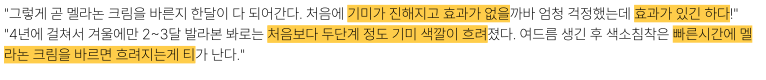 "그렇게 곧 멜라논 크림을 바른지 한달이 다 되어간다. 처음에 기미가 진해지고 효과가 없을까바 엄청 걱정했는데 효과가 있긴 하다!"
"4년에 걸쳐서 겨울에만 2~3달 발라본 봐로는 처음보다 두단계 정도 기미 색깔이 흐려졌다. 여드름 생긴 후 색소침착은 빠른시간에 멜
라논 크림을 바르면 흐려지는게 티가 난다."